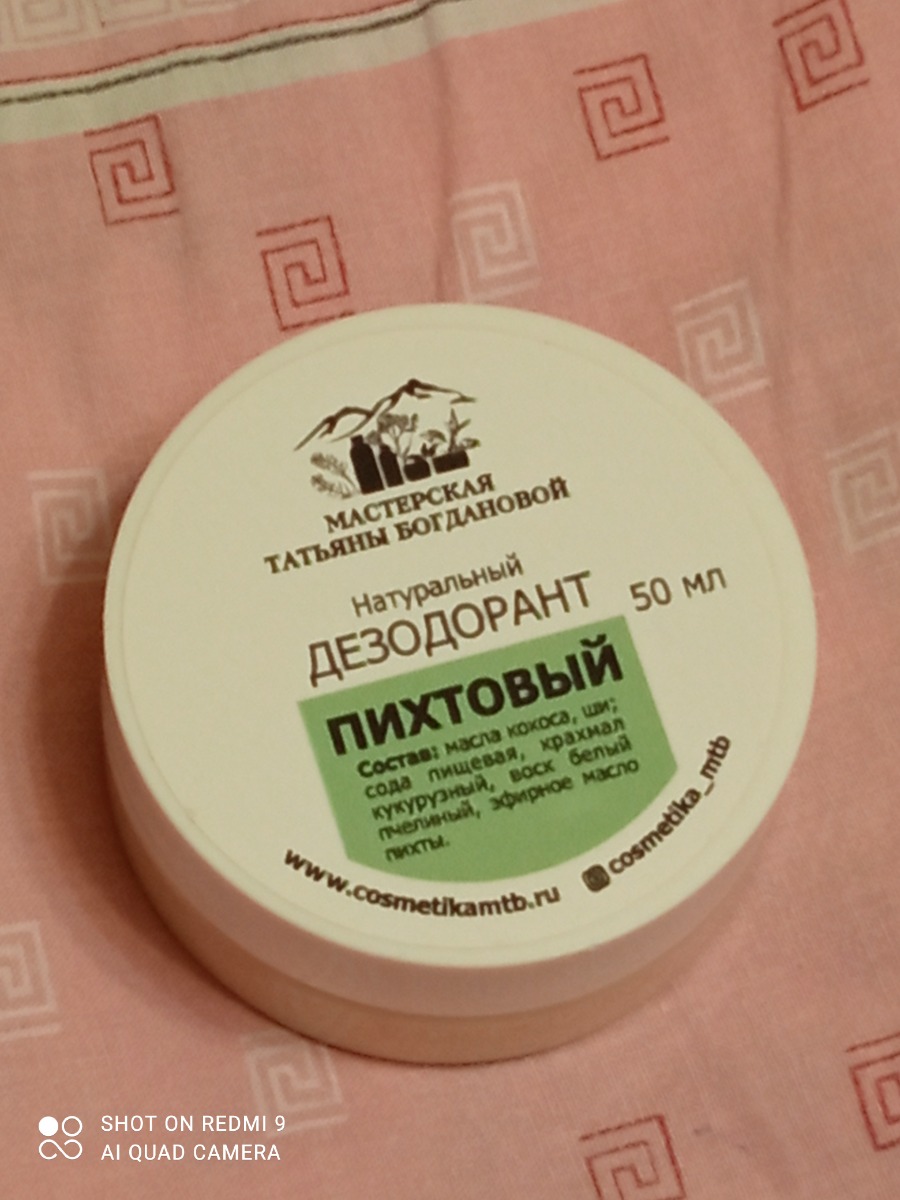 МАСТЕРСКАЯ
ТАТЬЯНЫ БОГДАНОВОЙ
Натуральный
ДЕЗОДОРАНТ 50 мл
ПИХТОВЫЙ
Состав: масла кокоса, ши;
сода пищевая, крахмал
кукурузный, воск белый
пчелиный, эфирное масло
пихты.
www.cosmetikamtb.ru
cosmetika_mtb
SHOT ON REDMI 9
AI QUAD CAMERA